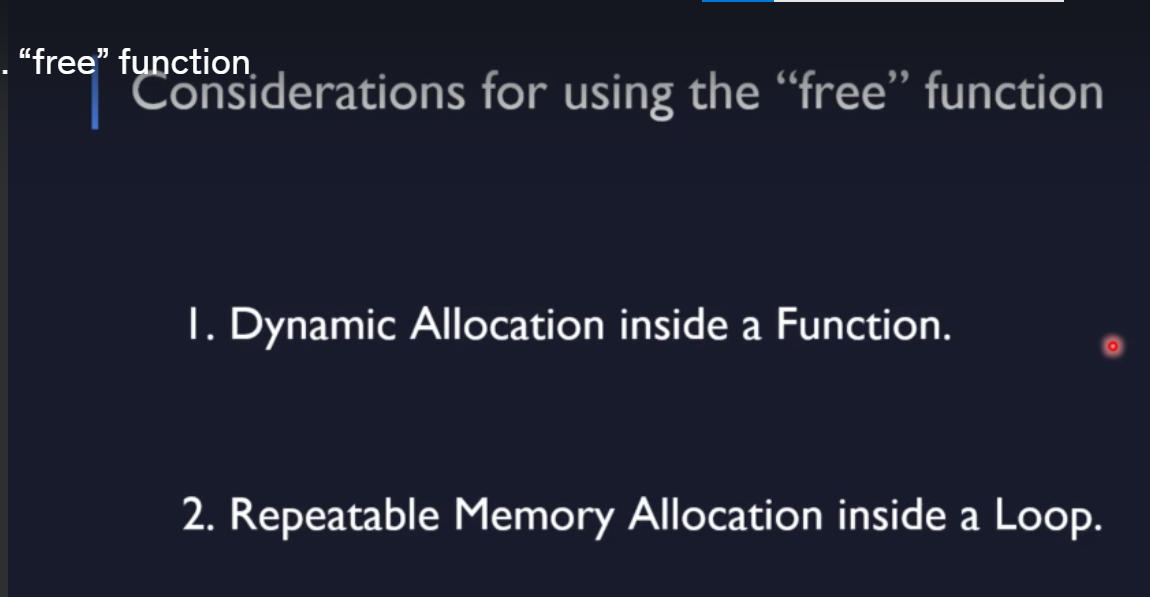 . “free” function
Considerations for using the “free” function
1. Dynamic Allocation inside a Function.
2. Repeatable Memory Allocation inside a Loop.